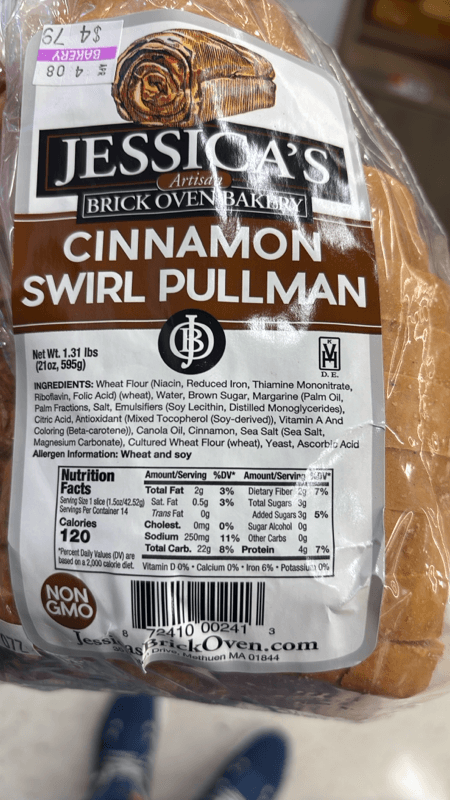 $4.79
BAKERY
APR 4 08
JESSICA'S
Artisan
BRICK OVEN BAKERY
CINNAMON
SWIRL PULLMAN
JB
Net Wt. 1.31 lbs
(21oz, 595g)
K
D. E.
INGREDIENTS: Wheat Flour (Niacin, Reduced Iron, Thiamine Mononitrate,
Riboflavin, Folic Acid) (wheat), Water, Brown Sugar, Margarine (Palm Oil,
Palm Fractions, Salt, Emulsifiers (Soy Lecithin, Distilled Monoglycerides),
Citric Acid, Antioxidant (Mixed Tocopherol (Soy-derived)), Vitamin A And
Coloring (Beta-carotene)), Canola Oil, Cinnamon, Sea Salt (Sea Salt,
Magnesium Carbonate), Cultured Wheat Flour (wheat), Yeast, Ascorbic Acid
Allergen Information: Wheat and soy
Nutrition
Facts
Serving Size 1 slice (1.5oz/42.52g)
Servings Per Container 14
Calories
120
*Percent Daily Values (DV) are
based on a 2,000 calorie diet.
Amount/Serving %DV*
Total Fat 2g 3%
Sat. Fat 0.5g 3%
Trans Fat 0g
Cholest. 0mg 0%
Sodium 250mg 11%
Total Carb. 22g 8%
Amount/Serving %DV*
Dietary Fiber 2g 7%
Total Sugars 3g
Added Sugars 3g 5%
Sugar Alcohol 0g
Other Carbs 0g
Protein 4g 7%
Vitamin D 0% • Calcium 0% • Iron 6% • Potassium 0%
NON
GMO
8 72410 00241 3
BrickOven.com
Drive, Methuen MA 01844